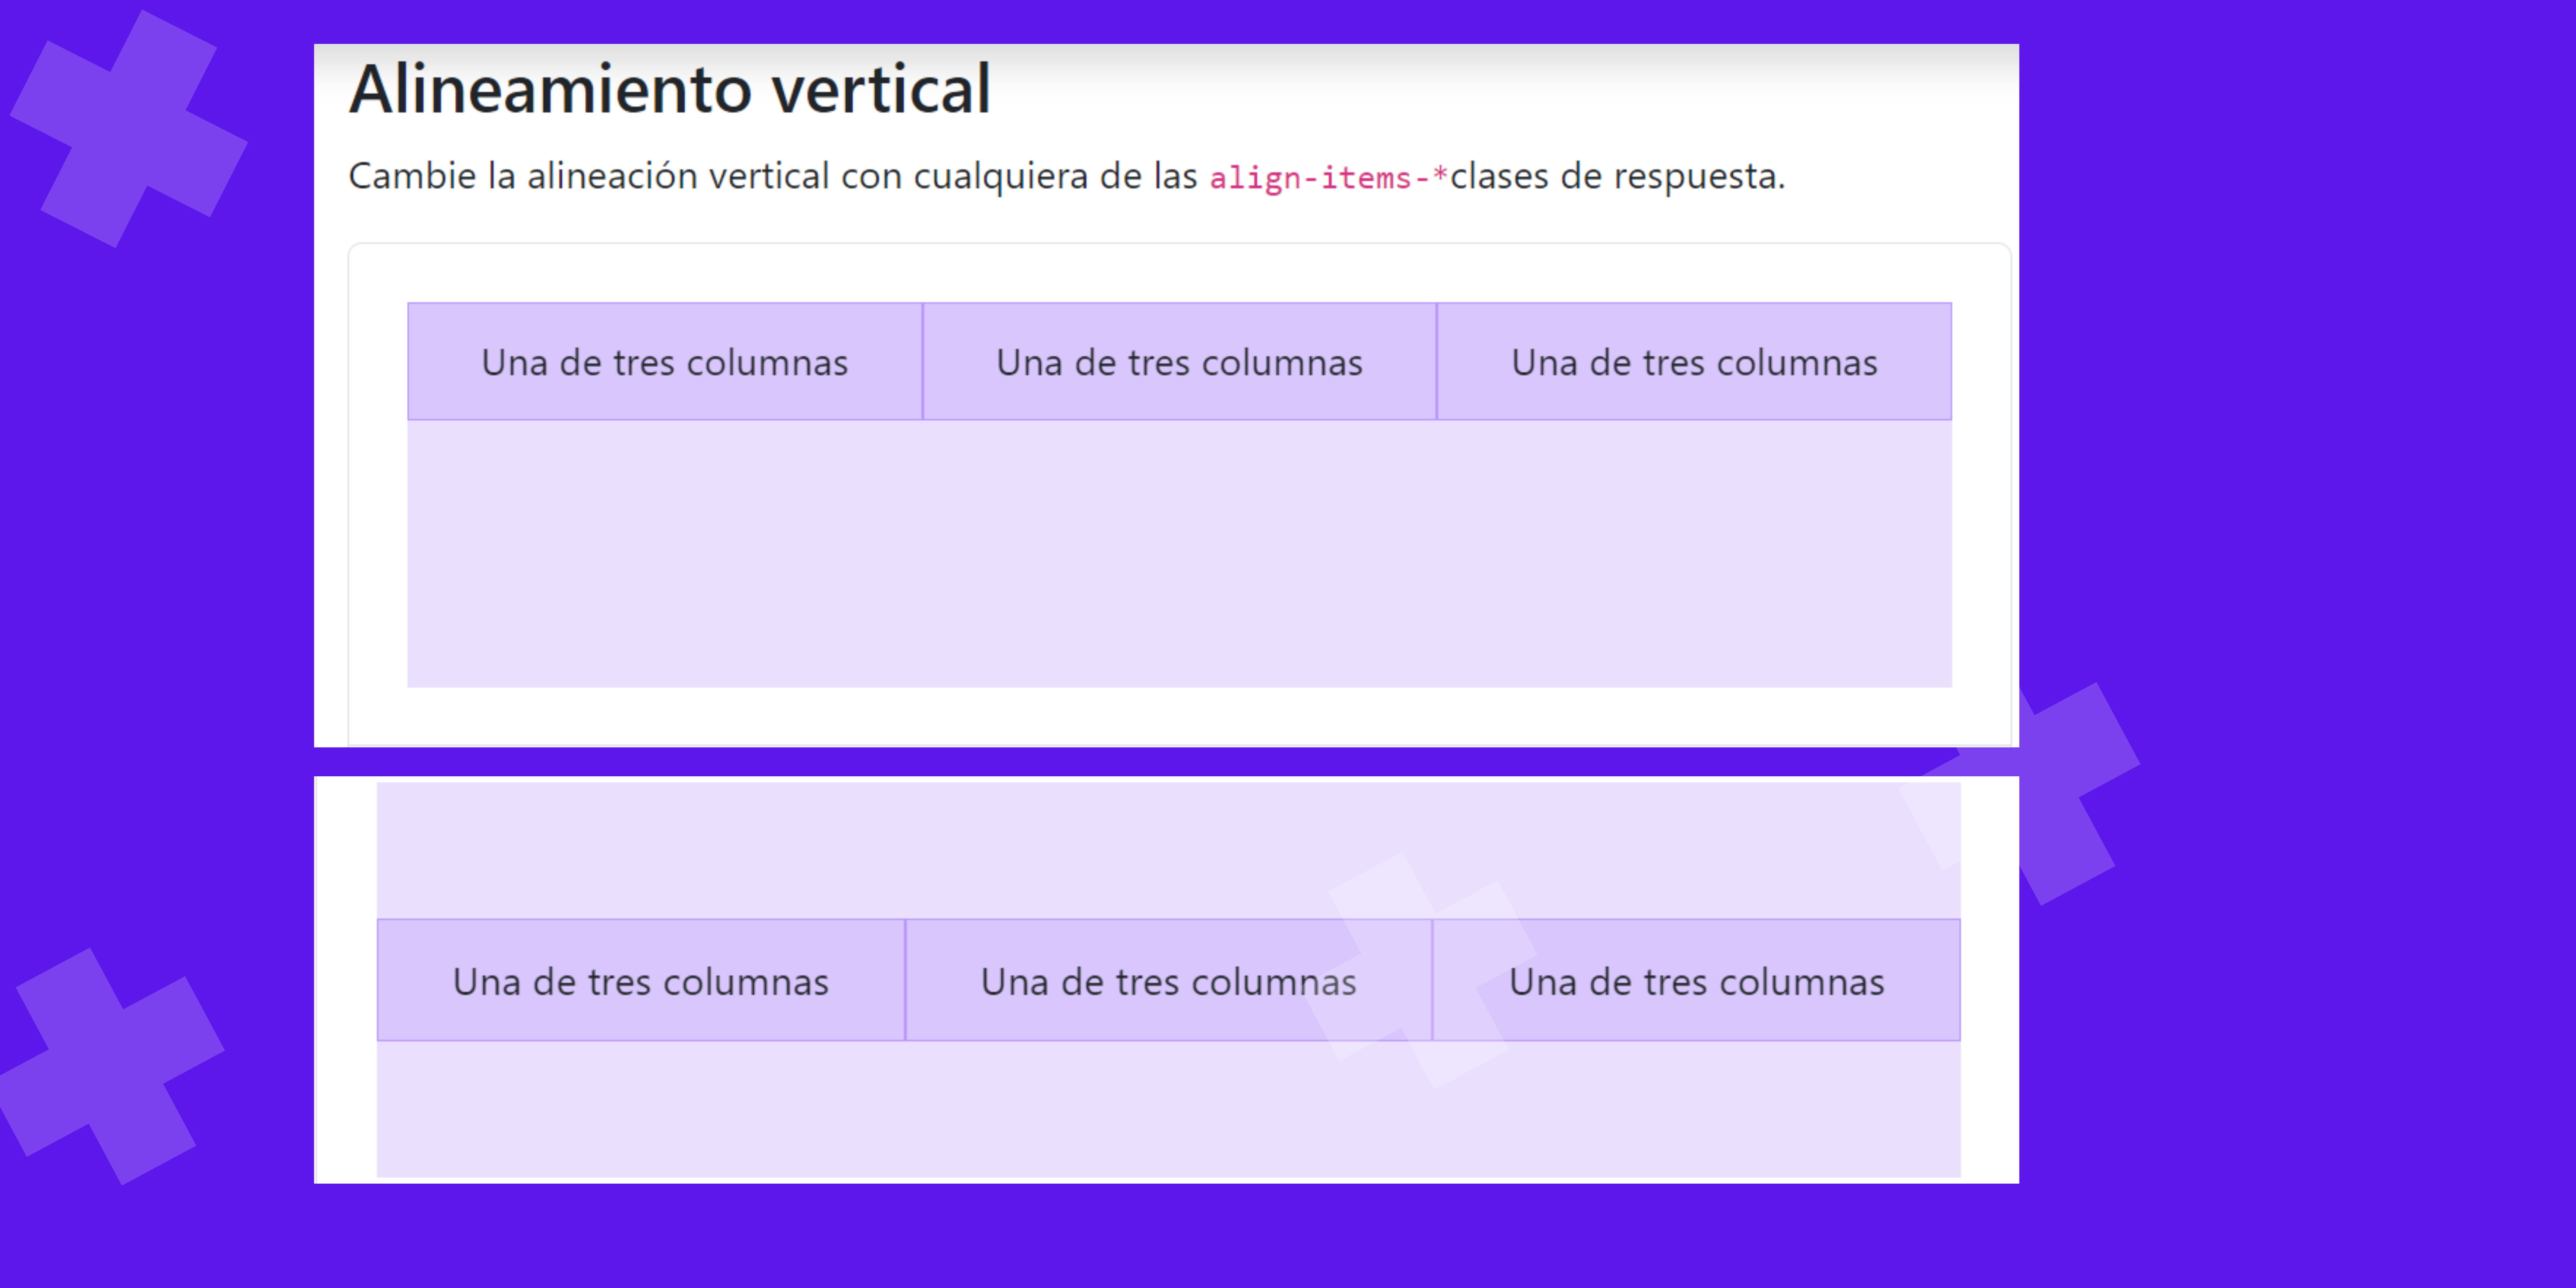 Alineamiento vertical
Cambie la alineación vertical con cualquiera de las align-items-*clases de respuesta.
Una de tres columnas Una de tres columnas Una de tres columnas
Una de tres columnas Una de tres columnas Una de tres columnas